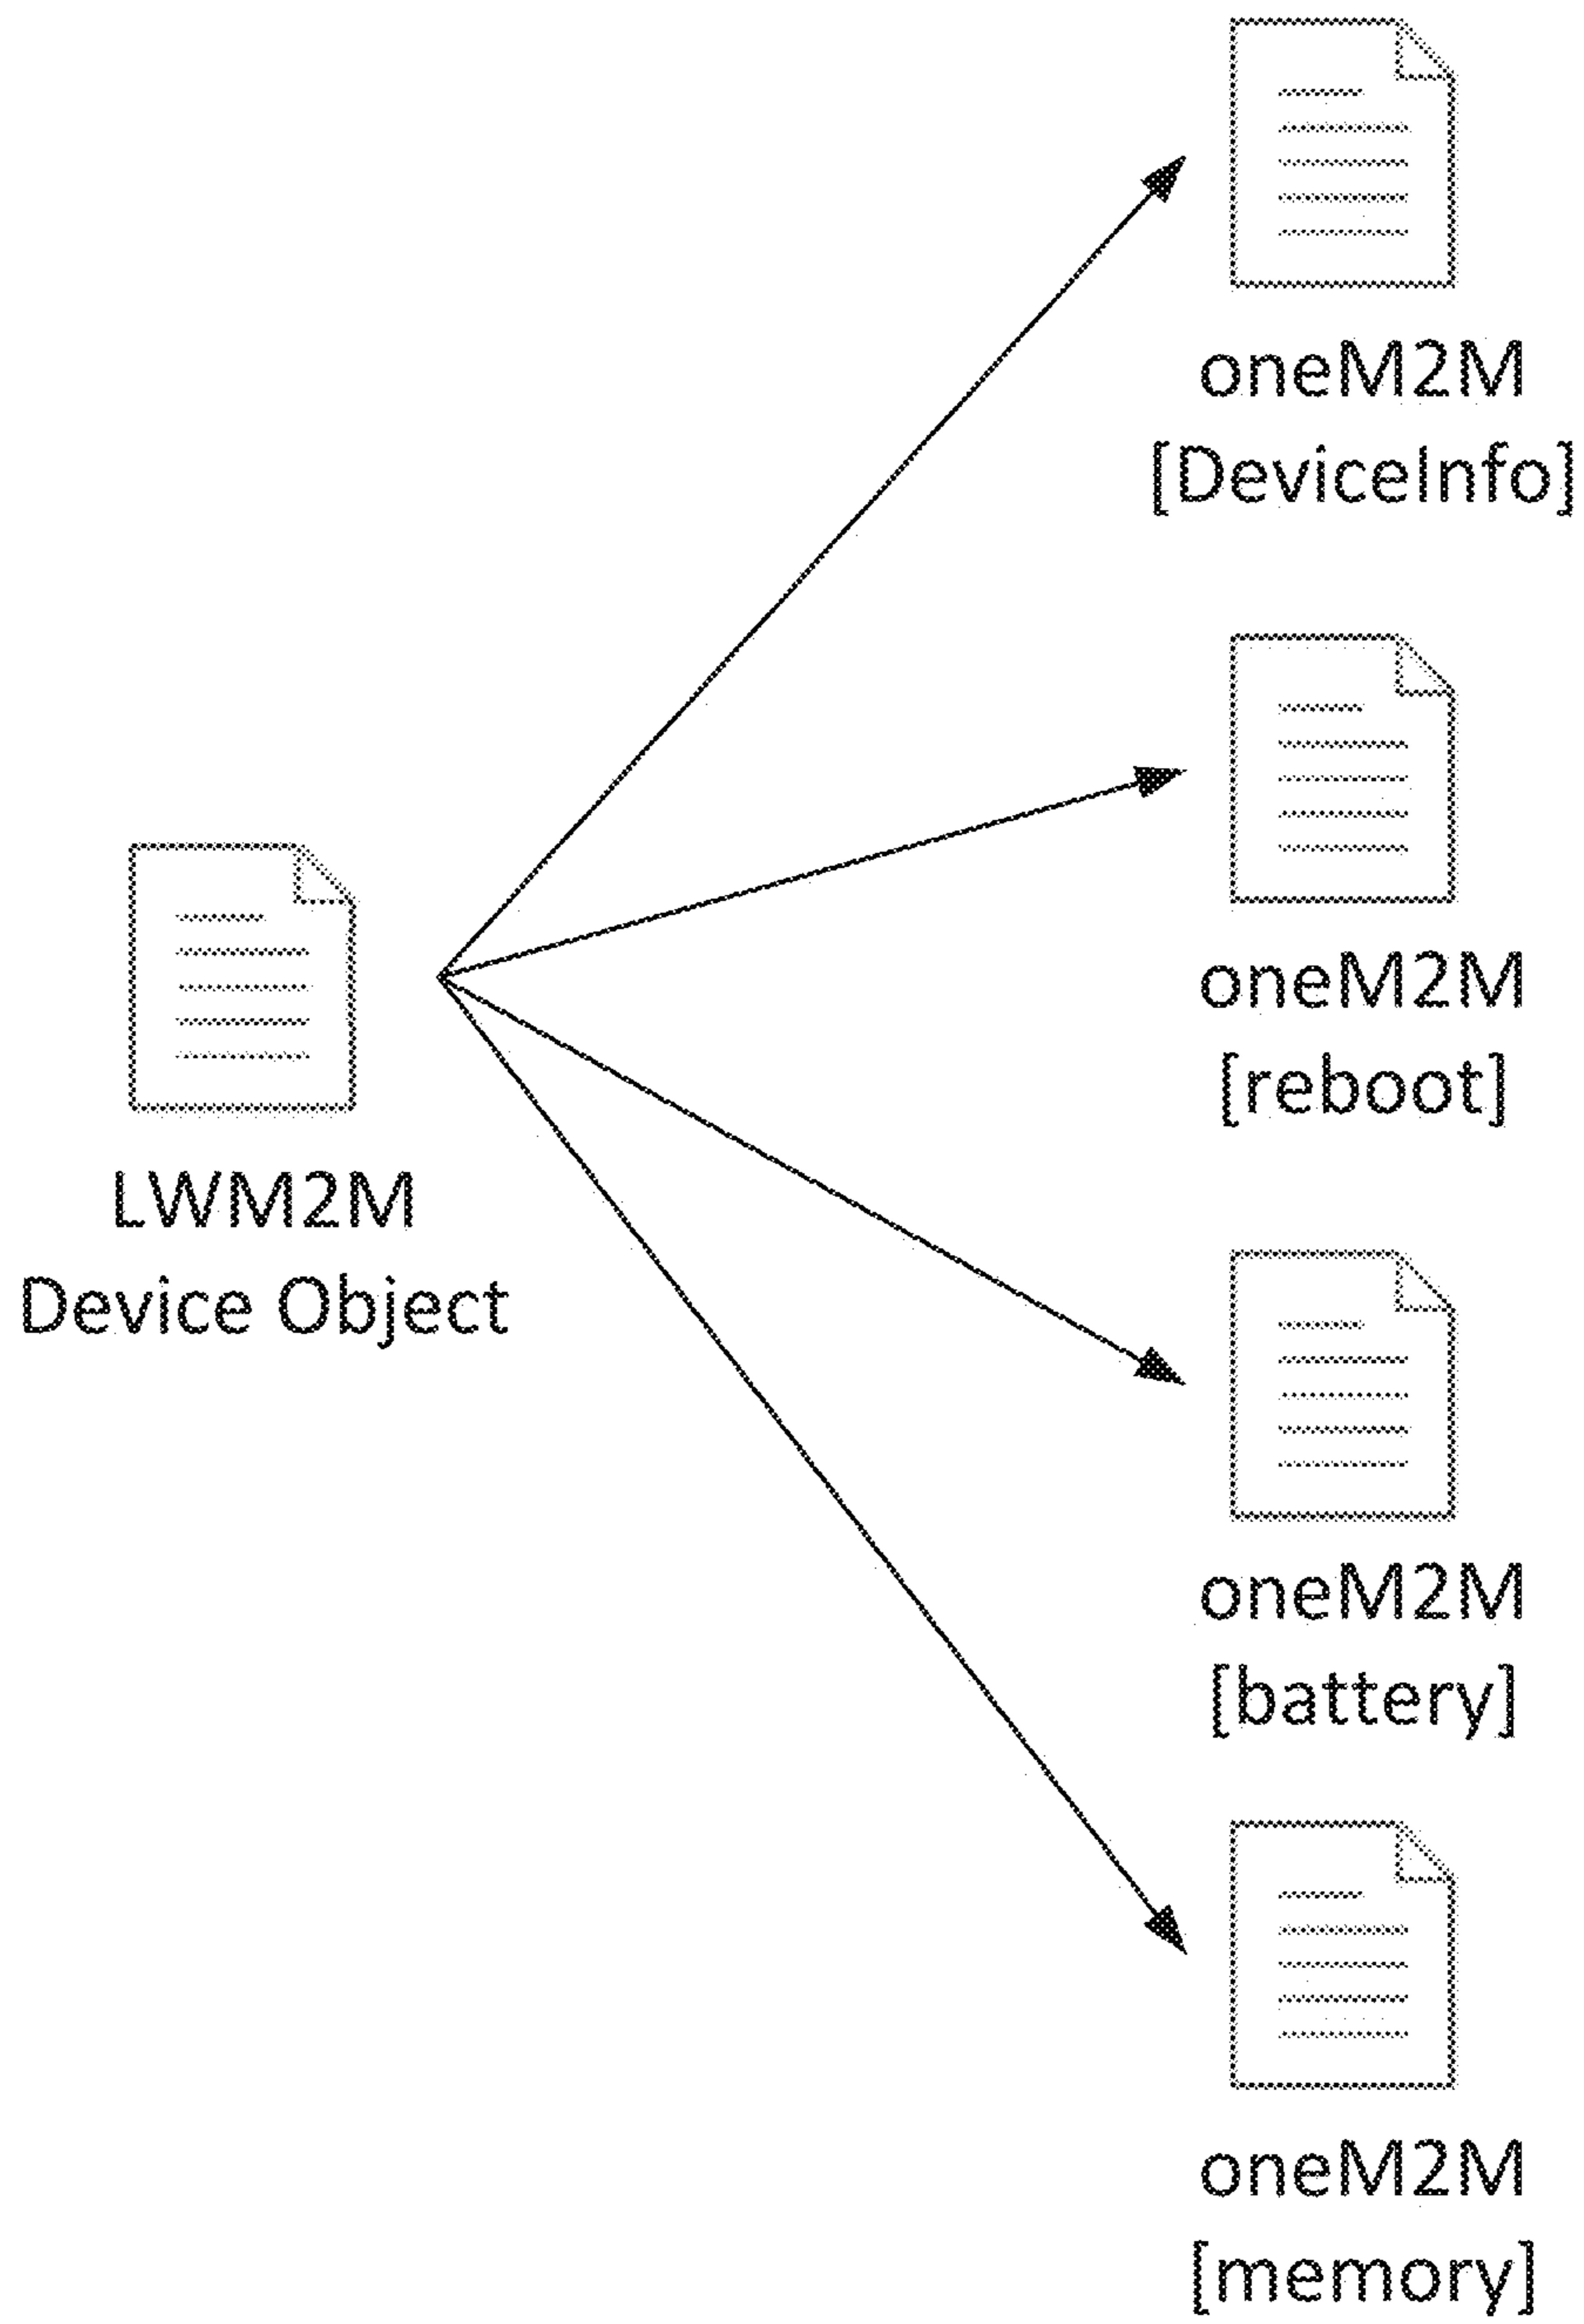 oneM2M
[DeviceInfo]
oneM2M
[reboot]
LWM2M
Device Object
oneM2M
[battery]
oneM2M
[memory]